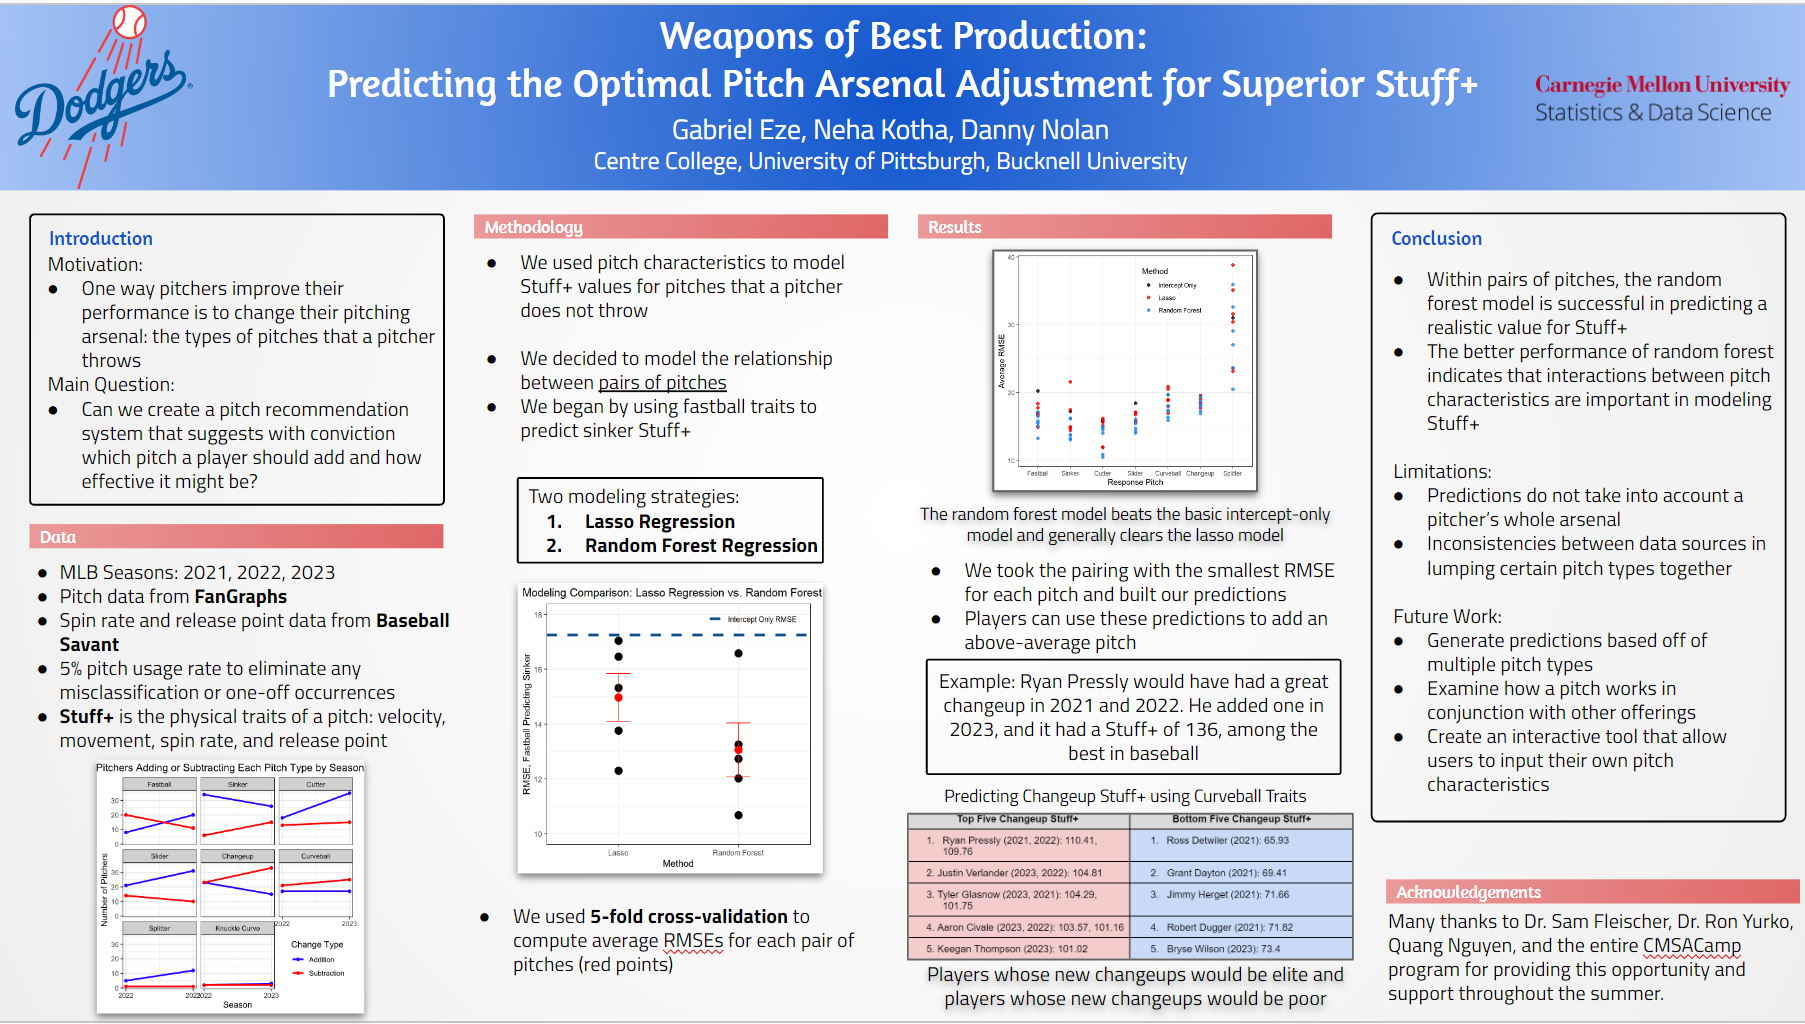 Dodgers
Weapons of Best Production:
Predicting the Optimal Pitch Arsenal Adjustment for Superior Stuff+
Gabriel Eze, Neha Kotha, Danny Nolan
Centre College, University of Pittsburgh, Bucknell University
Carnegie Mellon University
Statistics & Data Science
Introduction
Motivation:
● One way pitchers improve their
performance is to change their pitching
arsenal: the types of pitches that a pitcher
throws
Main Question:
● Can we create a pitch recommendation
system that suggests with conviction
which pitch a player should add and how
effective it might be?
Data
● MLB Seasons: 2021, 2022, 2023
● Pitch data from FanGraphs
● Spin rate and release point data from Baseball
Savant
● 5% pitch usage rate to eliminate any
misclassification or one-off occurrences
● Stuff+ is the physical traits of a pitch: velocity,
movement, spin rate, and release point
Pitchers Adding or Subtracting Each Pitch Type by Season
Fastball Sinker Cutter
30
20
10
0
Slider Changeup Curveball
30
20
10
0
2022 2023
Splitter Knuckle Curve
30
20
10
0
2022 2022 2023
Number of Pitchers
Season
Change Type
Addition
Subtraction
Methodology
● We used pitch characteristics to model
Stuff+ values for pitches that a pitcher
does not throw
● We decided to model the relationship
between pairs of pitches
● We began by using fastball traits to
predict sinker Stuff+
Two modeling strategies:
1. Lasso Regression
2. Random Forest Regression
Modeling Comparison: Lasso Regression vs. Random Forest
Intercept Only RMSE
18
16
14
12
10
RMSE, Fastball Predicting Sinker
Lasso Random Forest
Method
● We used 5-fold cross-validation to
compute average RMSEs for each pair of
pitches (red points)
Results
40
30
20
10
Average RMSE
Method
Intercept Only
Lasso
Random Forest
Fastball Sinker Cutter Slider Curveball Changeup Splitter
Response Pitch
The random forest model beats the basic intercept-only
model and generally clears the lasso model
● We took the pairing with the smallest RMSE
for each pitch and built our predictions
● Players can use these predictions to add an
above-average pitch
Example: Ryan Pressly would have had a great
changeup in 2021 and 2022. He added one in
2023, and it had a Stuff+ of 136, among the
best in baseball
Predicting Changeup Stuff+ using Curveball Traits
Top Five Changeup Stuff+ Bottom Five Changeup Stuff+
1. Ryan Pressly (2021, 2022): 110.41,
109.76
1. Ross Detwiler (2021): 65.93
2. Justin Verlander (2023, 2022): 104.81
2. Grant Dayton (2021): 69.41
3. Tyler Glasnow (2023, 2021): 104.29,
101.75
3. Jimmy Herget (2021): 71.66
4. Aaron Civale (2023, 2022): 103.57, 101.16
4. Robert Dugger (2021): 71.82
5. Keegan Thompson (2023): 101.02
5. Bryse Wilson (2023): 73.4
Players whose new changeups would be elite and
players whose new changeups would be poor
Conclusion
● Within pairs of pitches, the random
forest model is successful in predicting a
realistic value for Stuff+
● The better performance of random forest
indicates that interactions between pitch
characteristics are important in modeling
Stuff+
Limitations:
● Predictions do not take into account a
pitcher's whole arsenal
● Inconsistencies between data sources in
lumping certain pitch types together
Future Work:
● Generate predictions based off of
multiple pitch types
● Examine how a pitch works in
conjunction with other offerings
● Create an interactive tool that allow
users to input their own pitch
characteristics
Acknowledgements
Many thanks to Dr. Sam Fleischer, Dr. Ron Yurko,
Quang Nguyen, and the entire CMSACamp
program for providing this opportunity and
support throughout the summer.